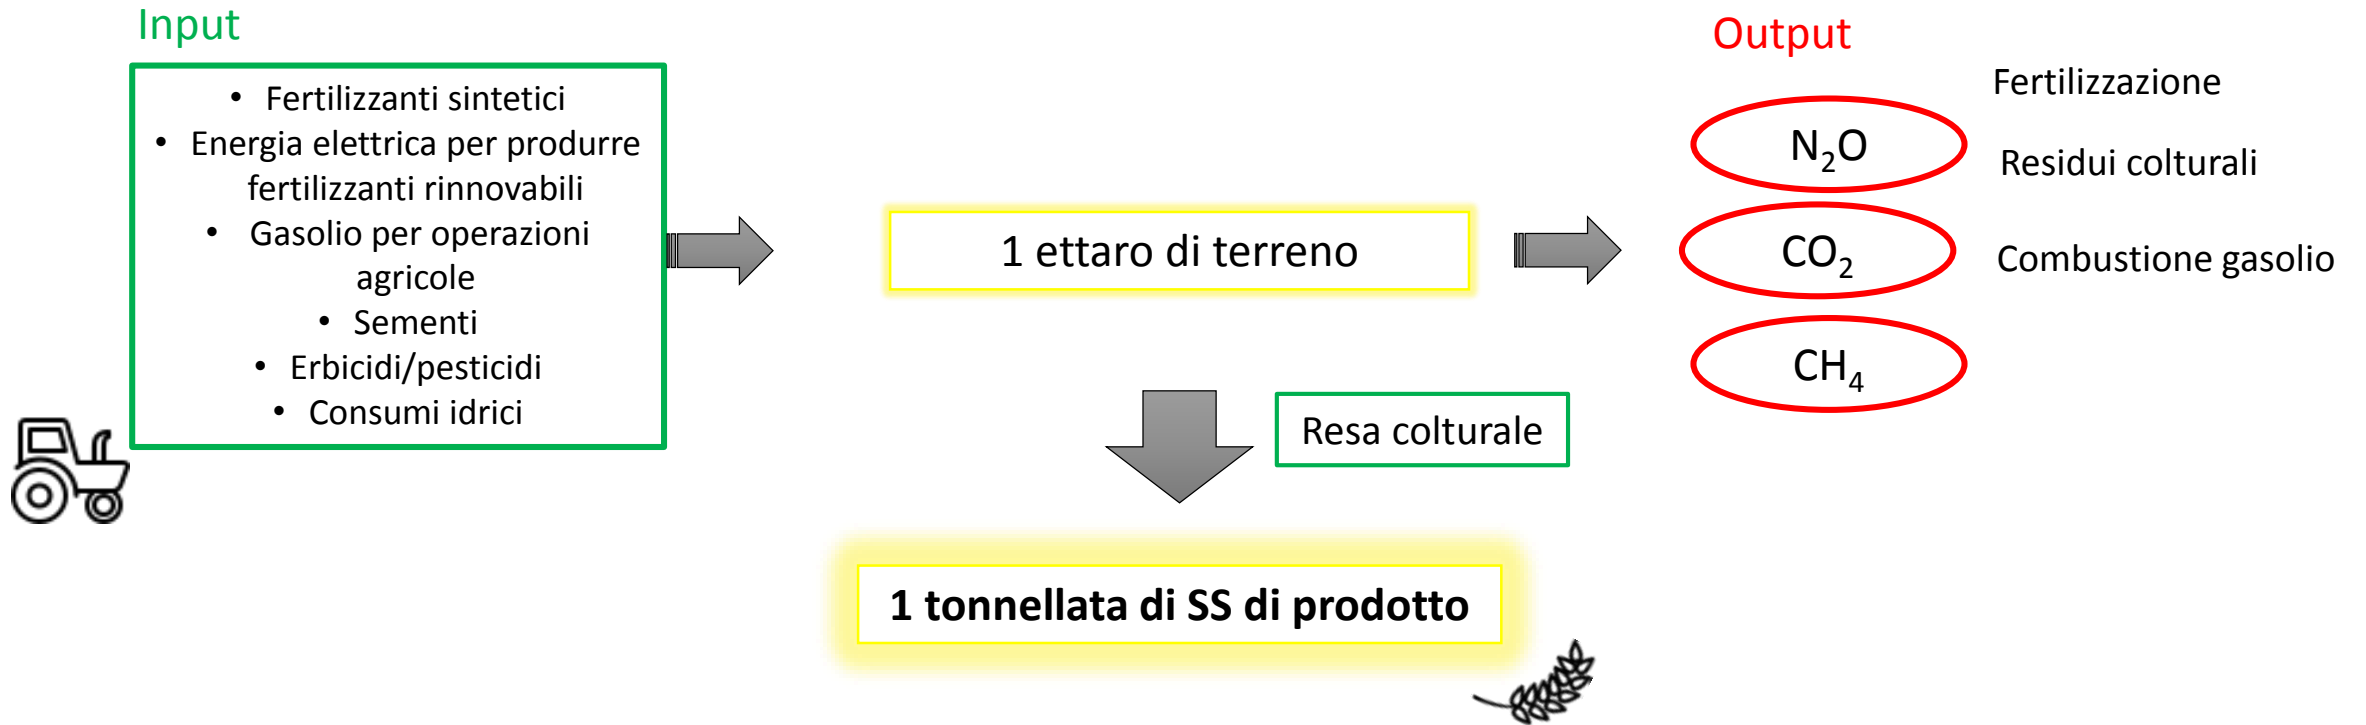 Input
• Fertilizzanti sintetici
• Energia elettrica per produrre
fertilizzanti rinnovabili
• Gasolio per operazioni
agricole
• Sementi
• Erbicidi/pesticidi
• Consumi idrici
1 ettaro di terreno
Resa colturale
1 tonnellata di SS di prodotto
Output
N₂O
CO₂
CH₄
Fertilizzazione
Residui colturali
Combustione gasolio